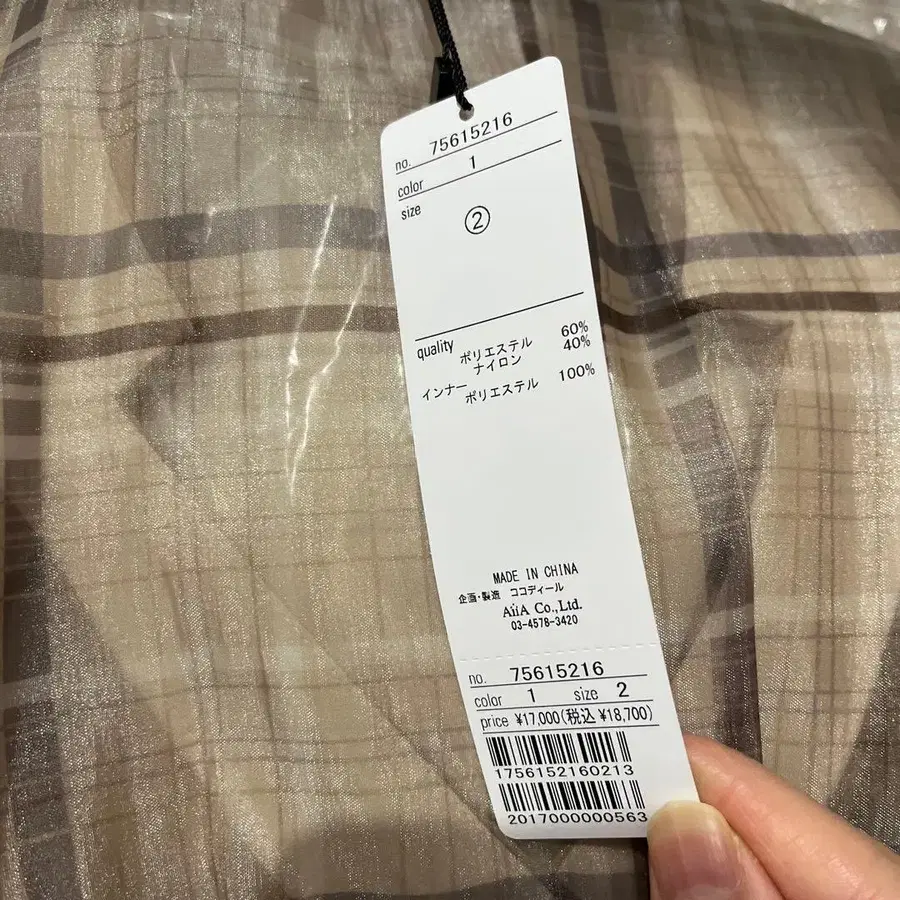 no. 75615216
color 1
size ②
quality ポリエステル 60%
ナイロン 40%
インナー ポリエステル 100%
MADE IN CHINA
企画・製造 ココディール
AiiA Co.,Ltd.
03-4578-3420
no. 75615216
color 1 size 2
price ¥17,000(税込 ¥18,700)
1756152160213
2017000000563